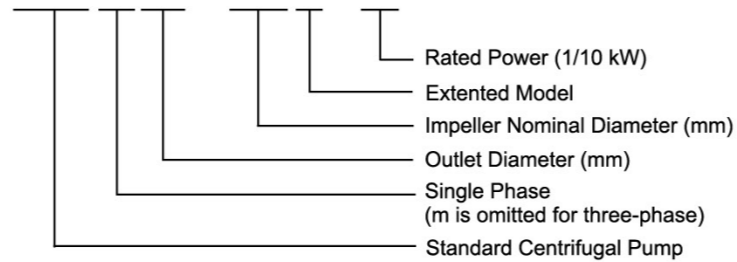 Rated Power (1/10 kW)
Extented Model
Impeller Nominal Diameter (mm)
Outlet Diameter (mm)
Single Phase
(m is omitted for three-phase)
Standard Centrifugal Pump